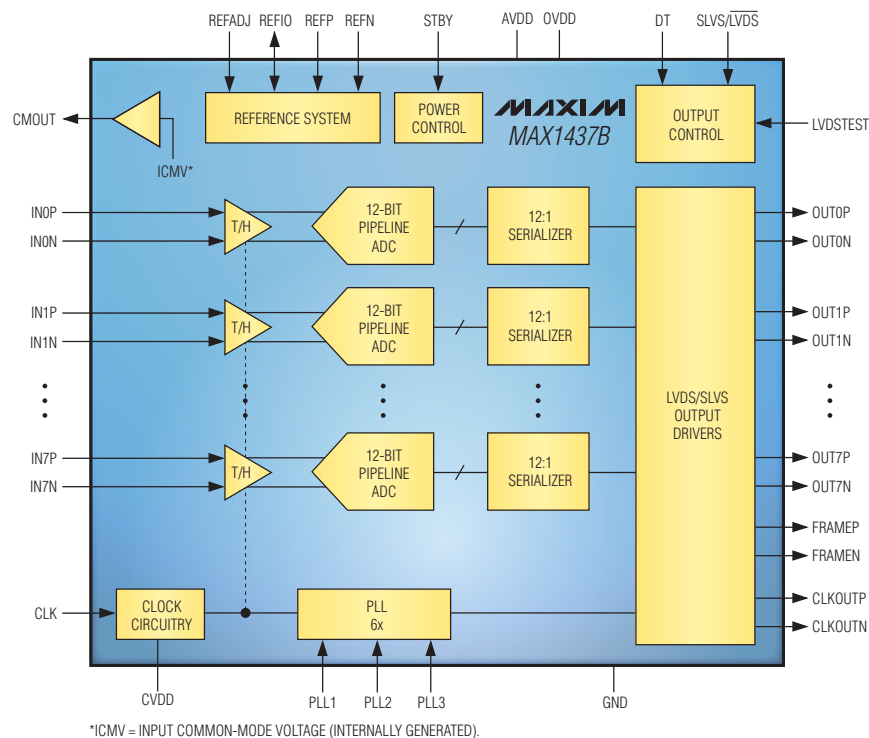 REFADJ REFIO REFP REFN STBY AVDD OVDD DT SLVS/LVDS
CMOUT
ICMV*
REFERENCE SYSTEM
POWER
CONTROL
MAXIM
MAX1437B
OUTPUT
CONTROL
LVDSTEST
IN0P
IN0N
T/H
12-BIT
PIPELINE
ADC
12:1
SERIALIZER
OUT0P
OUT0N
IN1P
IN1N
T/H
12-BIT
PIPELINE
ADC
12:1
SERIALIZER
OUT1P
OUT1N
LVDS/SLVS
OUTPUT
DRIVERS
IN7P
IN7N
T/H
12-BIT
PIPELINE
ADC
12:1
SERIALIZER
OUT7P
OUT7N
FRAMEP
FRAMEN
CLK
CLOCK
CIRCUITRY
PLL
6x
CLKOUTP
CLKOUTN
CVDD PLL1 PLL2 PLL3 GND
*ICMV = INPUT COMMON-MODE VOLTAGE (INTERNALLY GENERATED).